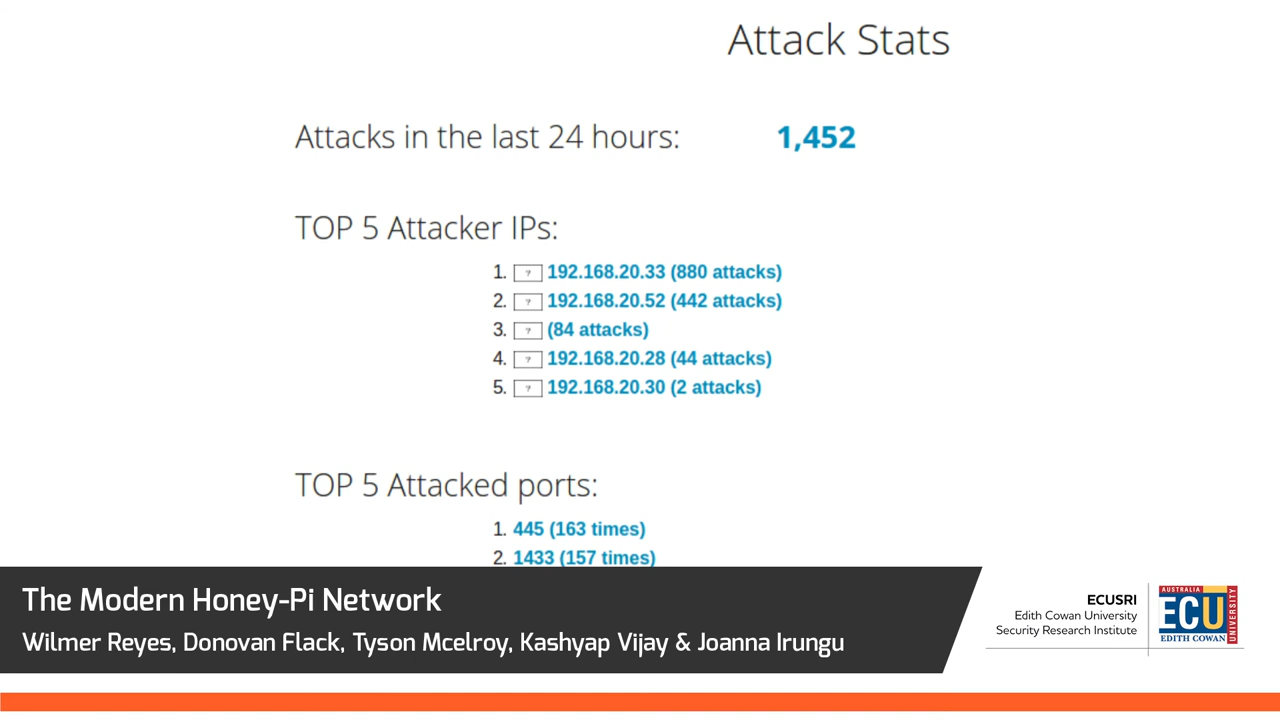 Attack Stats
Attacks in the last 24 hours: 1,452
TOP 5 Attacker IPs:
1. ? 192.168.20.33 (880 attacks)
2. ? 192.168.20.52 (442 attacks)
3. ? (84 attacks)
4. ? 192.168.20.28 (44 attacks)
5. ? 192.168.20.30 (2 attacks)
TOP 5 Attacked ports:
1. 445 (163 times)
2. 1433 (157 times)
The Modern Honey-Pi Network
Wilmer Reyes, Donovan Flack, Tyson Mcelroy, Kashyap Vijay & Joanna Irungu
ECUSRI
Edith Cowan University
Security Research Institute
AUSTRALIA
ECU
EDITH COWAN
UNIVERSITY